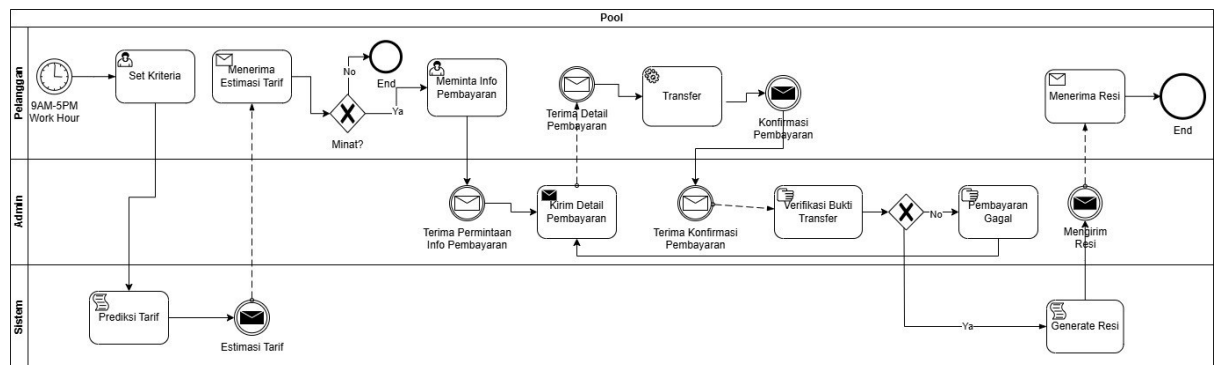 Pool
Pelanggan
9AM-5PM
Work Hour
Set Kriteria
Menerima
Estimasi Tarif
Minat?
No
End
Ya
Meminta Info
Pembayaran
Terima Detail
Pembayaran
Transfer
Konfirmasi
Pembayaran
Menerima Resi
End
Admin
Terima Permintaan
Info Pembayaran
Kirim Detail
Pembayaran
Terima Konfirmasi
Pembayaran
Verifikasi Bukti
Transfer
No
Pembayaran
Gagal
Mengirim
Resi
Sistem
Prediksi Tarif
Estimasi Tarif
Ya
Generate Resi